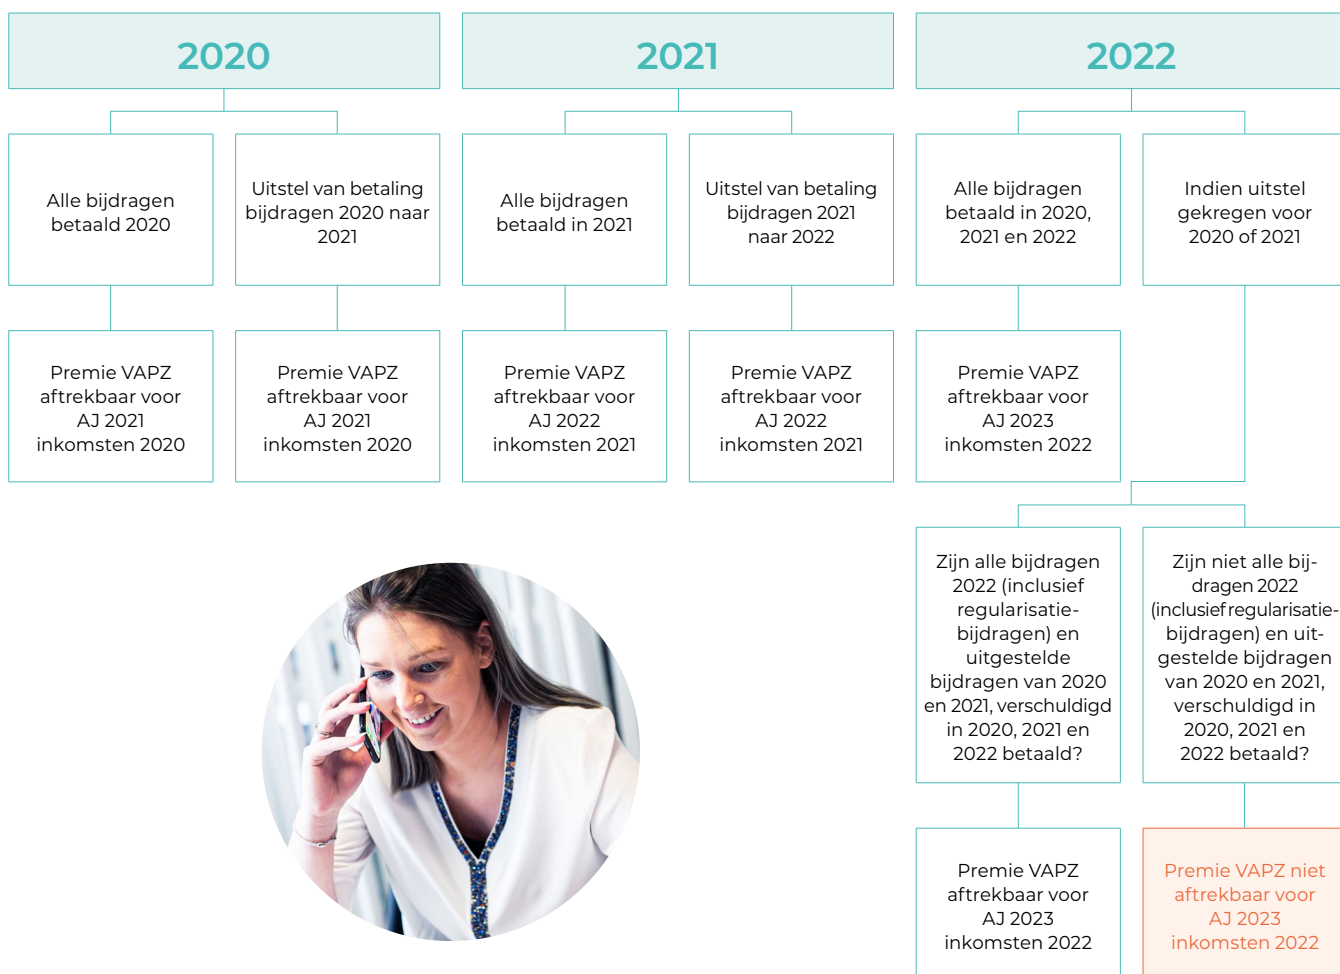 2020
2021
2022
Alle bijdragen
betaald 2020
Uitstel van betaling
bijdragen 2020 naar
2021
Alle bijdragen
betaald in 2021
Uitstel van betaling
bijdragen 2021
naar 2022
Alle bijdragen
betaald in 2020,
2021 en 2022
Indien uitstel
gekregen voor
2020 of 2021
Premie VAPZ
aftrekbaar voor
AJ 2021
inkomsten 2020
Premie VAPZ
aftrekbaar voor
AJ 2021
inkomsten 2020
Premie VAPZ
aftrekbaar voor
AJ 2022
inkomsten 2021
Premie VAPZ
aftrekbaar voor
AJ 2022
inkomsten 2021
Premie VAPZ
aftrekbaar voor
AJ 2023
inkomsten 2022
Zijn alle bijdragen
2022 (inclusief
regularisatie-
bijdragen) en
uitgestelde
bijdragen van 2020
en 2021, verschuldigd
in 2020, 2021 en
2022 betaald?
Zijn niet alle bij-
dragen 2022
(inclusief regularisatie-
bijdragen) en uit-
gestelde bijdragen
van 2020 en 2021,
verschuldigd in
2020, 2021 en
2022 betaald?
Premie VAPZ
aftrekbaar voor
AJ 2023
inkomsten 2022
Premie VAPZ niet
aftrekbaar voor
AJ 2023
inkomsten 2022